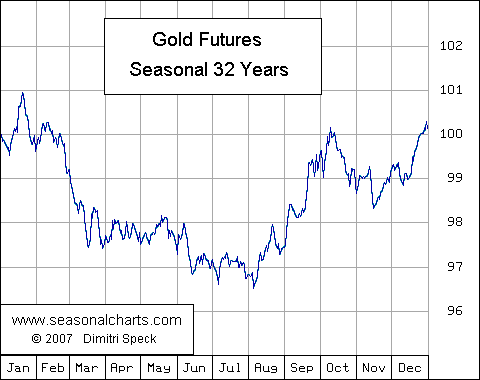 Gold Futures
Seasonal 32 Years
102
101
100
99
98
97
96
www.seasonalcharts.com
© 2007 Dimitri Speck
Jan Feb Mar Apr May Jun Jul Aug Sep Oct Nov Dec